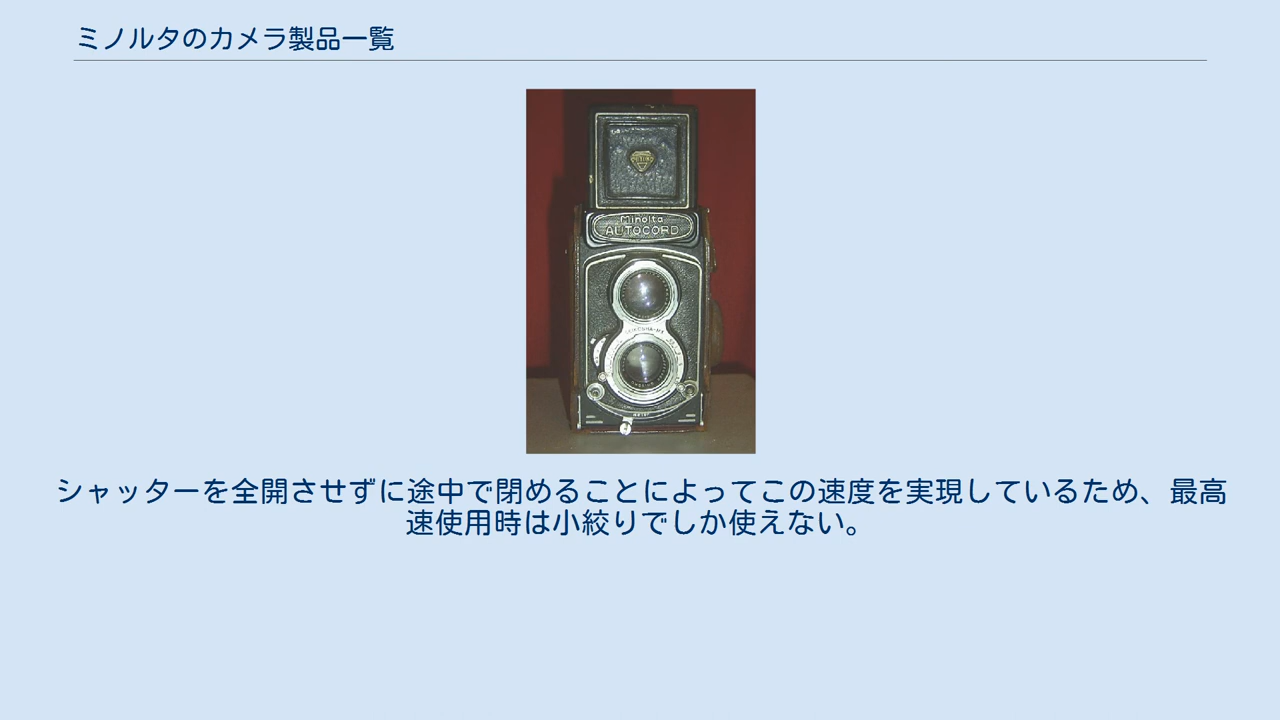 ミノルタのカメラ製品一覧
Minolta
AUTOCORD
シャッターを全開させずに途中で閉めることによってこの速度を実現しているため、最高
速使用時は小絞りでしか使えない。